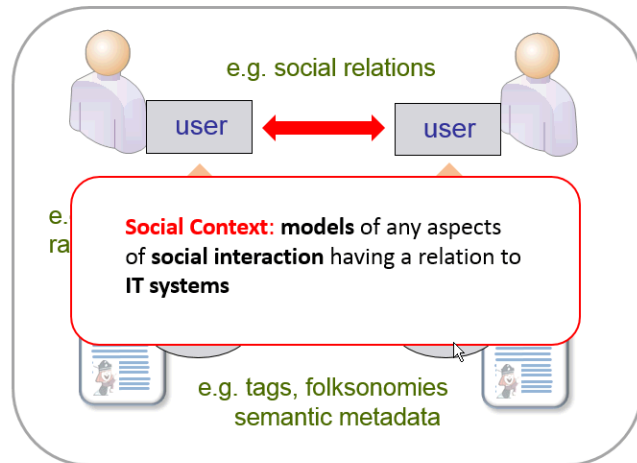 e.g. social relations
user
user
e.
ra
Social Context: models of any aspects
of social interaction having a relation to
IT systems
e.g. tags, folksonomies
semantic metadata